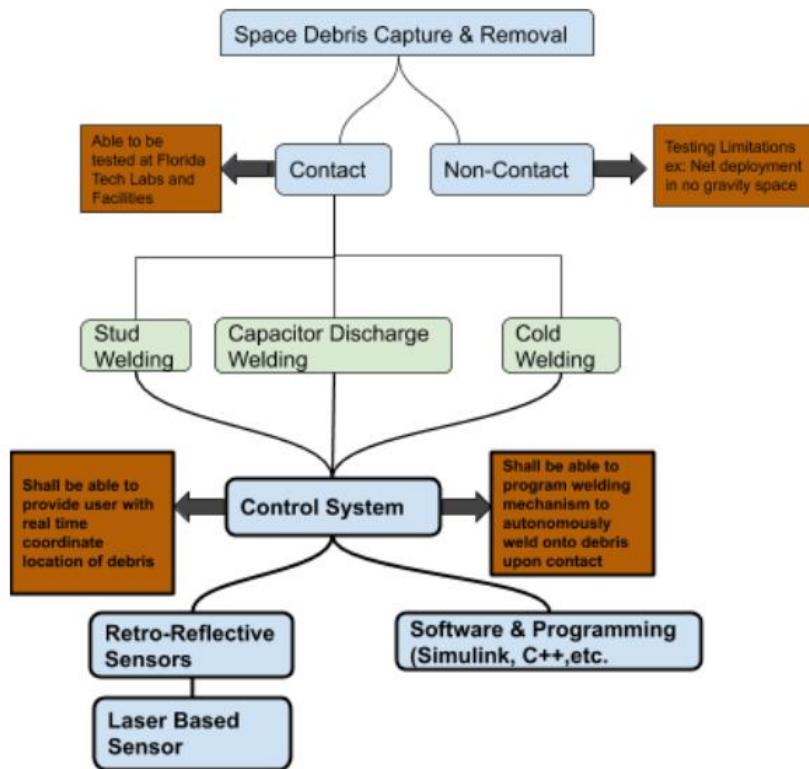 Space Debris Capture & Removal
Able to be
tested at Florida
Tech Labs and
Facilities
Contact
Non-Contact
Testing Limitations
ex: Net deployment
in no gravity space
Stud
Welding
Capacitor Discharge
Welding
Cold
Welding
Shall be able to
provide user with
real time
coordinate
location of debris
Control System
Shall be able to
program welding
mechanism to
autonomously
weld onto debris
upon contact
Retro-Reflective
Sensors
Software & Programming
(Simulink, C++,etc.
Laser Based
Sensor